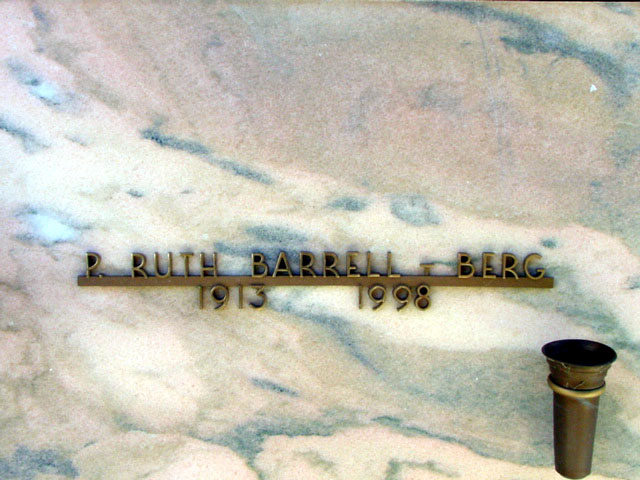 P. RUTH BARRELL - BERG
1913 1998